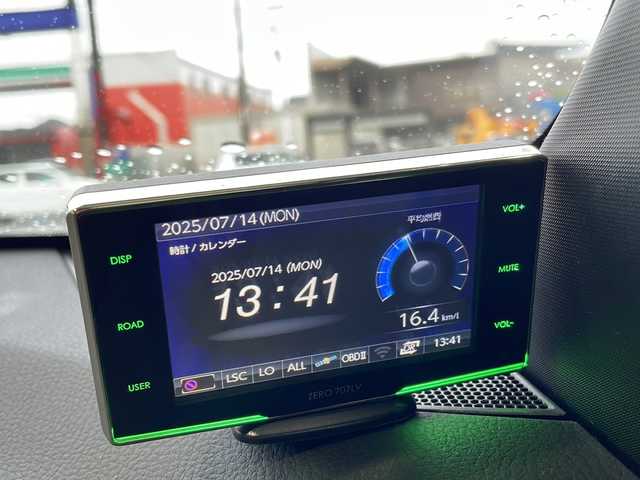 2025/07/14(MON)
時計/カレンダー
平均燃費
2025/07/14 (MON)
13:41
16.4 km/l
LSC LO ALL OBDⅡ 13:41
DISP
ROAD
USER
VOL+
MUTE
VOL-
ZERO 707LV